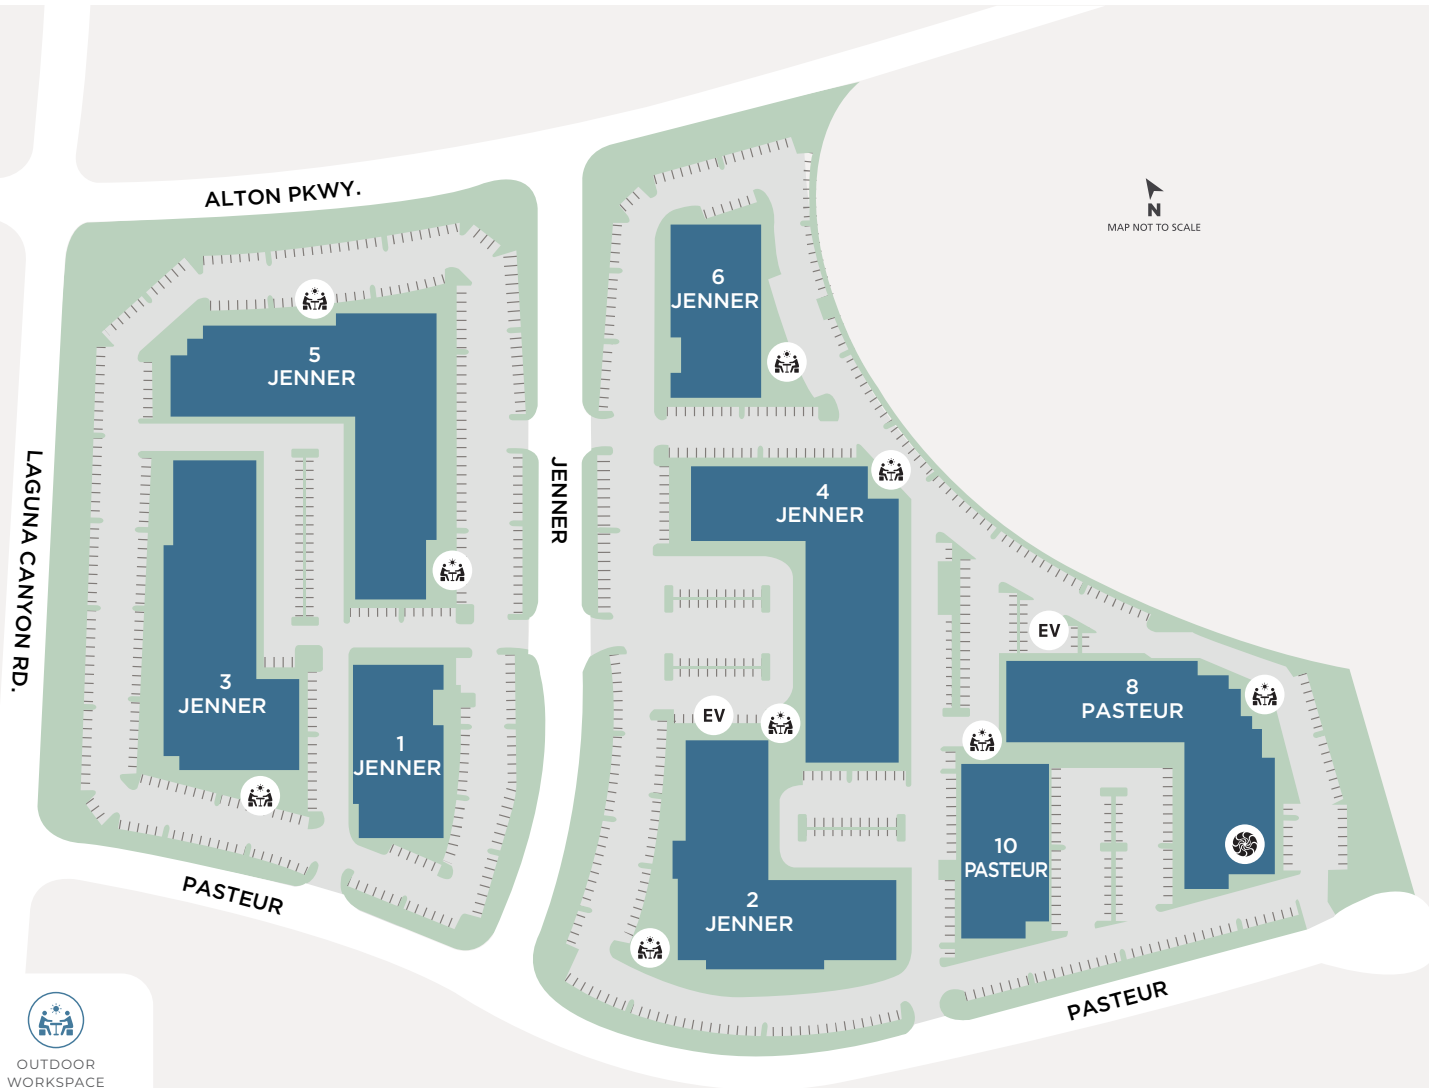 ALTON PKWY.
N
MAP NOT TO SCALE
6
JENNER
5
JENNER
LAGUNA CANYON RD.
JENNER
4
JENNER
EV
3
JENNER
8
PASTEUR
EV
1
JENNER
10
PASTEUR
2
JENNER
PASTEUR
PASTEUR
OUTDOOR
WORKSPACE